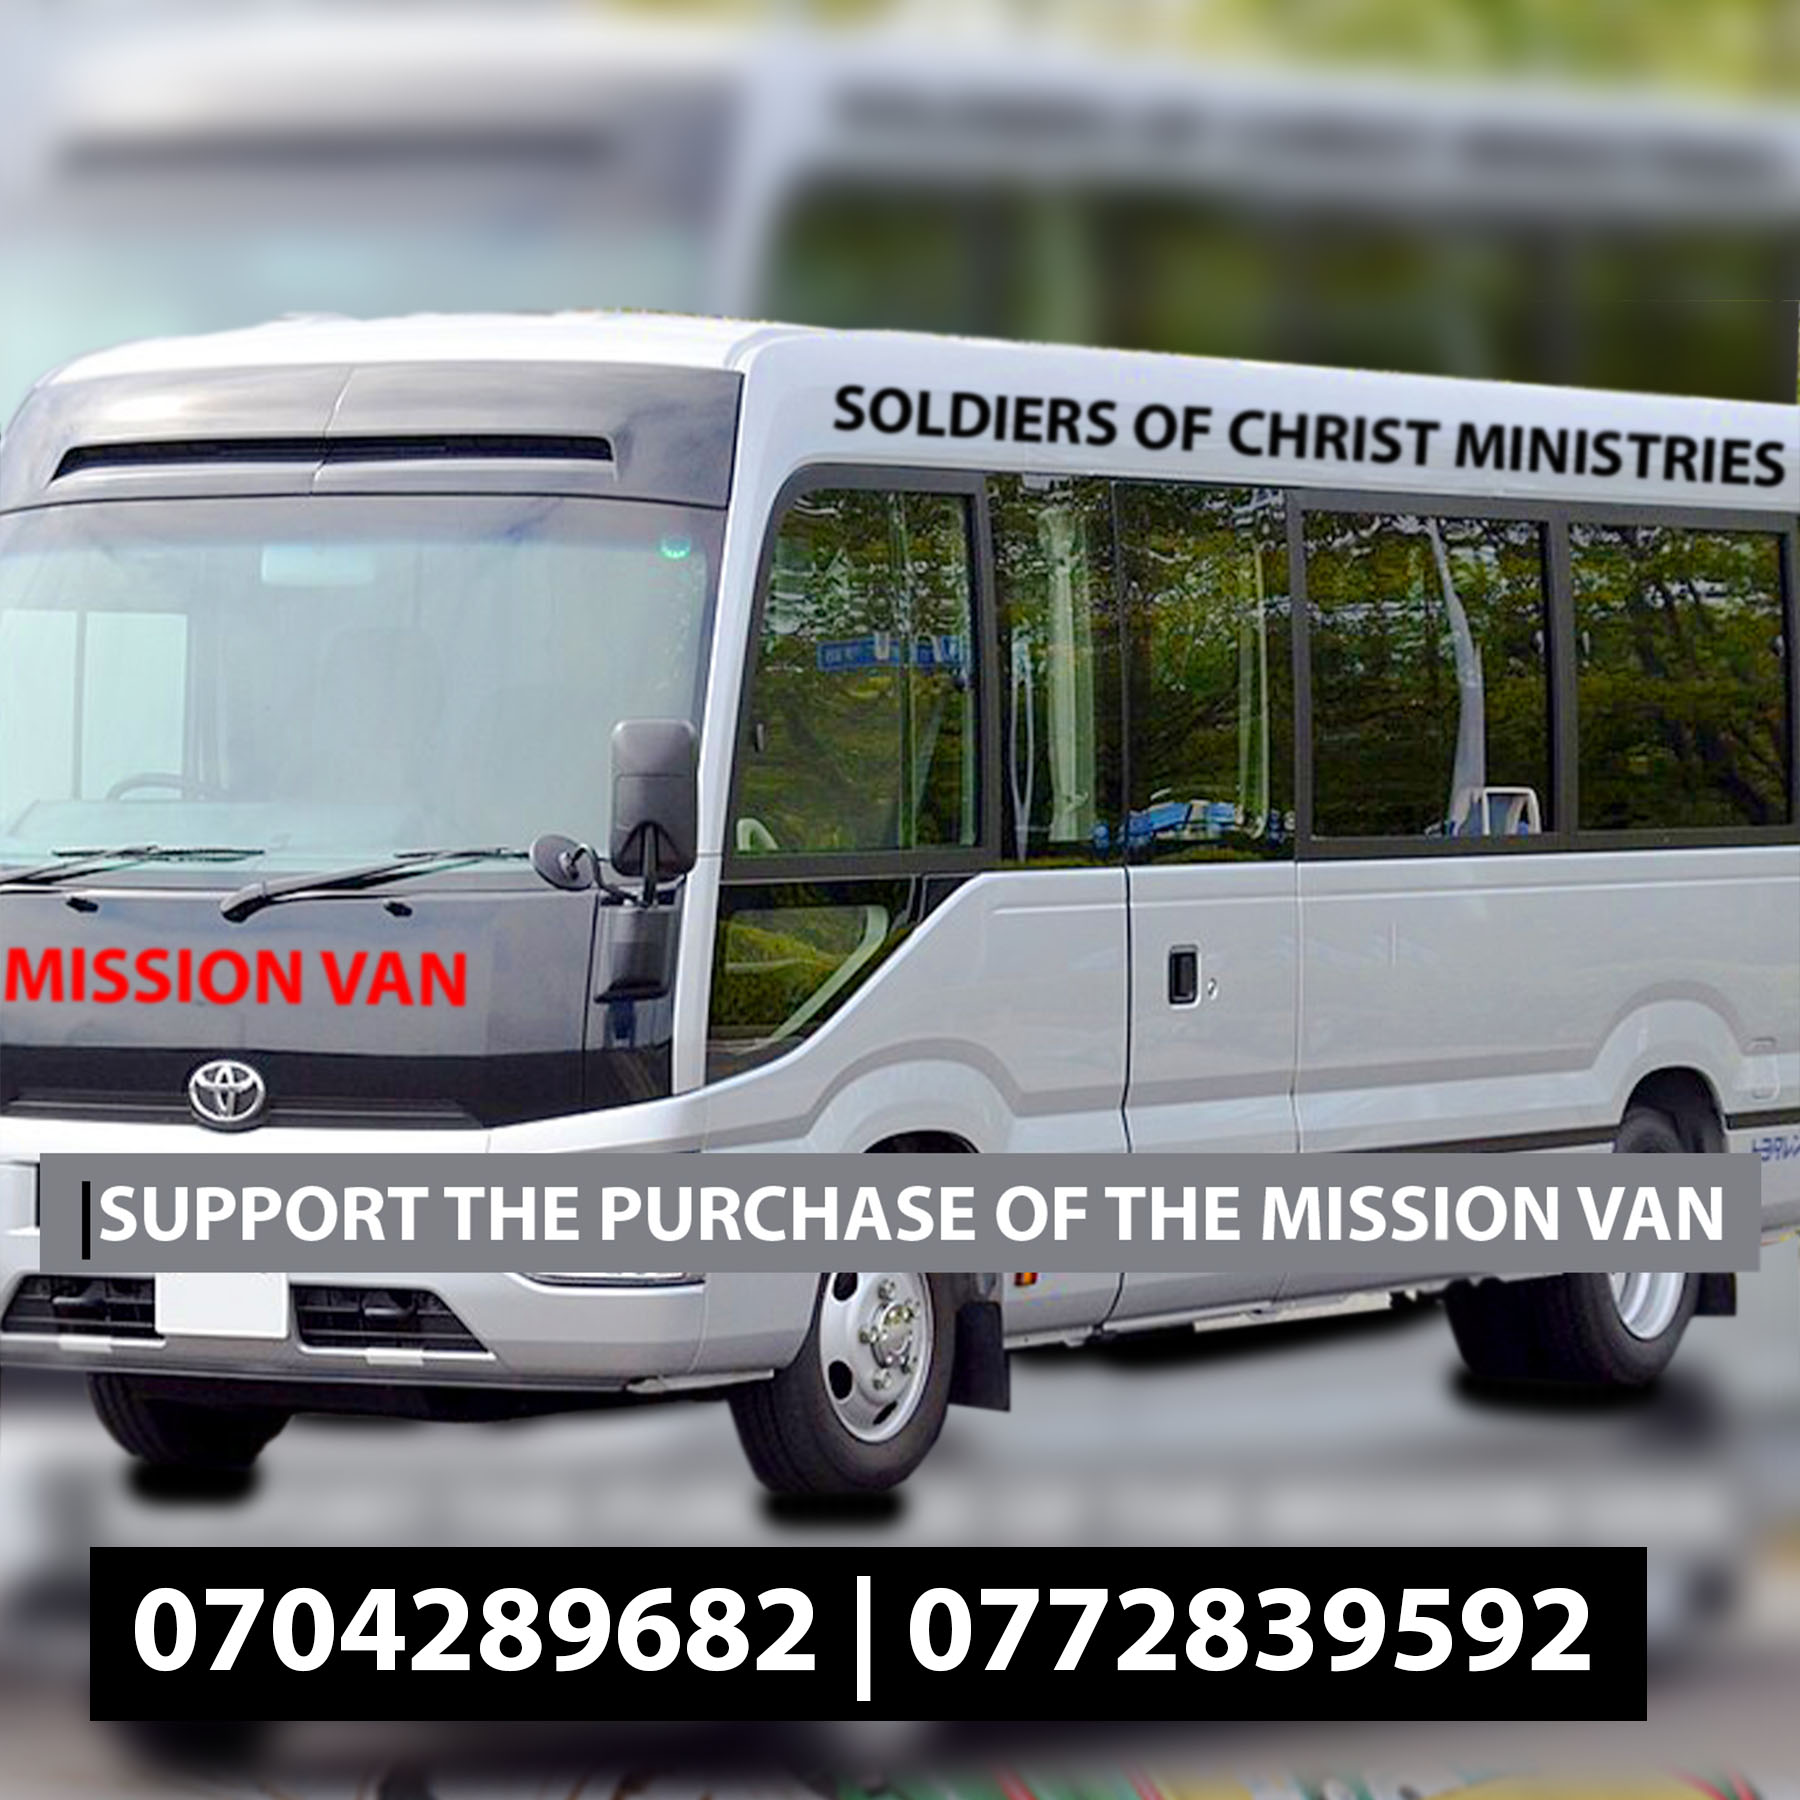 SOLDIERS OF CHRIST MINISTRIES
MISSION VAN
SUPPORT THE PURCHASE OF THE MISSION VAN
0704289682 | 0772839592